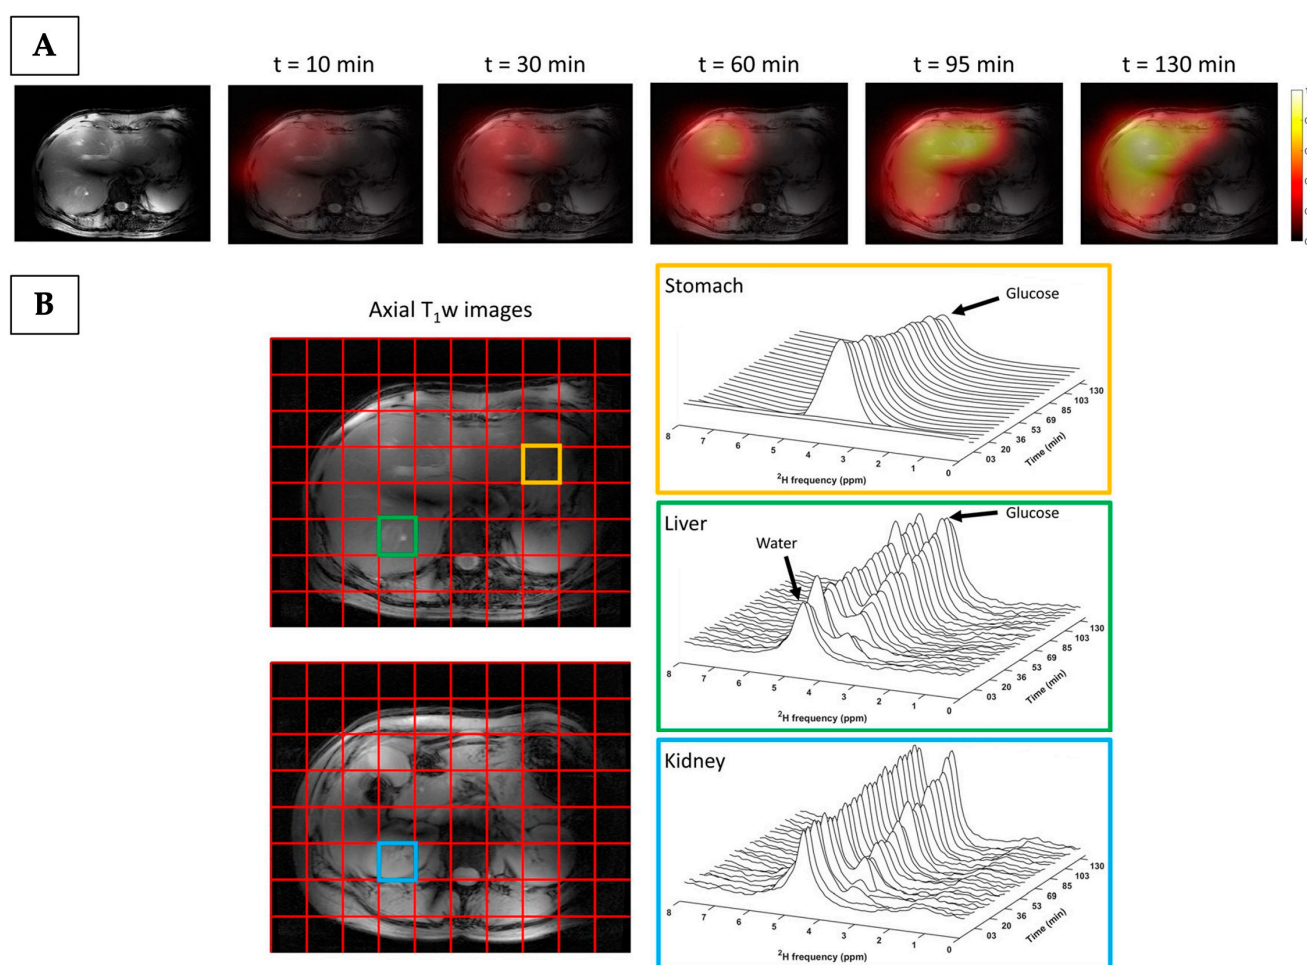 A
t = 10 min
t = 30 min
t = 60 min
t = 95 min
t = 130 min
B
Axial T₁w images
Stomach
Glucose
8 7 6 5 4 3 2 1 0
²H frequency (ppm)
03 20 36 53 69 85 103 130
Time (min)
Liver
Water
Glucose
8 7 6 5 4 3 2 1 0
²H frequency (ppm)
03 20 36 53 69 85 103 130
Time (min)
Kidney
8 7 6 5 4 3 2 1 0
²H frequency (ppm)
03 20 36 53 69 85 103 130
Time (min)